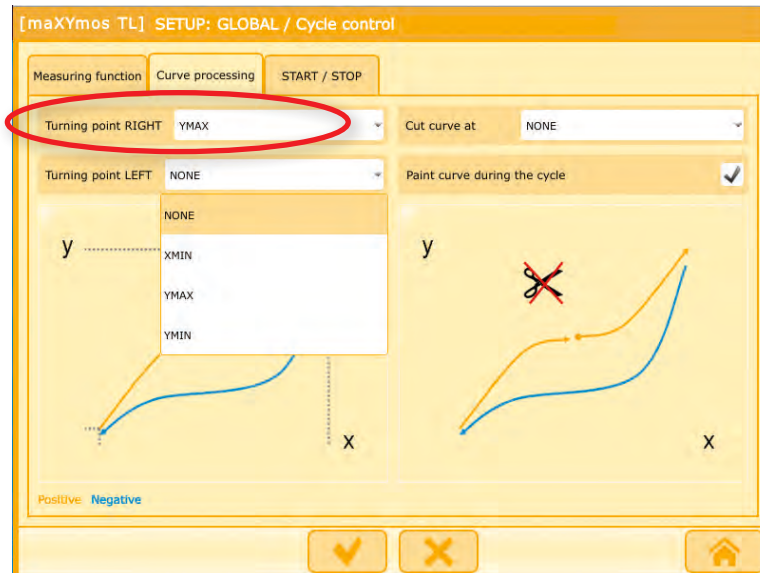 [maXYmos TL] SETUP: GLOBAL / Cycle control
Measuring function Curve processing START / STOP
Turning point RIGHT YMAX Cut curve at NONE
Turning point LEFT NONE Paint curve during the cycle
NONE
XMIN
YMAX
YMIN
y y
x x
Positive Negative